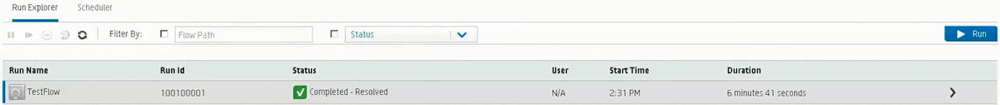 Run Explorer Scheduler
Filter By: Flow Path Status Run
Run Name Run Id Status User Start Time Duration
TestFlow 100100001 Completed - Resolved N/A 2:31 PM 6 minutes 41 seconds